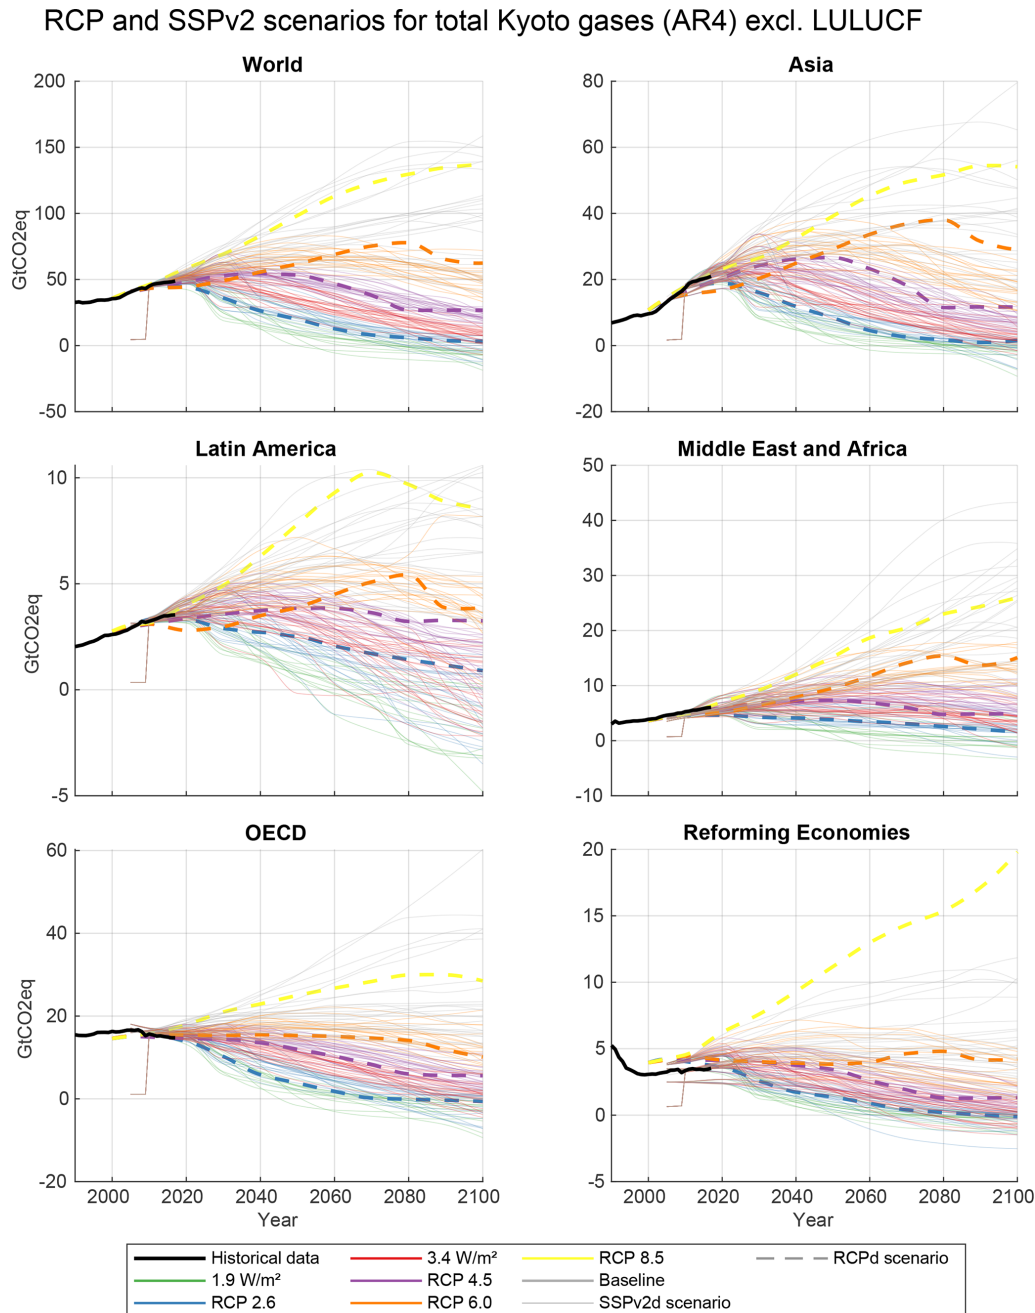 RCP and SSPv2 scenarios for total Kyoto gases (AR4) excl. LULUCF
World
Asia
200
150
100
50
0
-50
GtCO2eq
80
60
40
20
0
-20
Latin America
Middle East and Africa
10
5
0
-5
GtCO2eq
50
40
30
20
10
0
-10
OECD
Reforming Economies
60
40
20
0
-20
GtCO2eq
20
15
10
5
0
-5
2000 2020 2040 2060 2080 2100
Year
2000 2020 2040 2060 2080 2100
Year
Historical data 3.4 W/m² RCP 8.5 RCPd scenario
1.9 W/m² RCP 4.5 Baseline
RCP 2.6 RCP 6.0 SSPv2d scenario